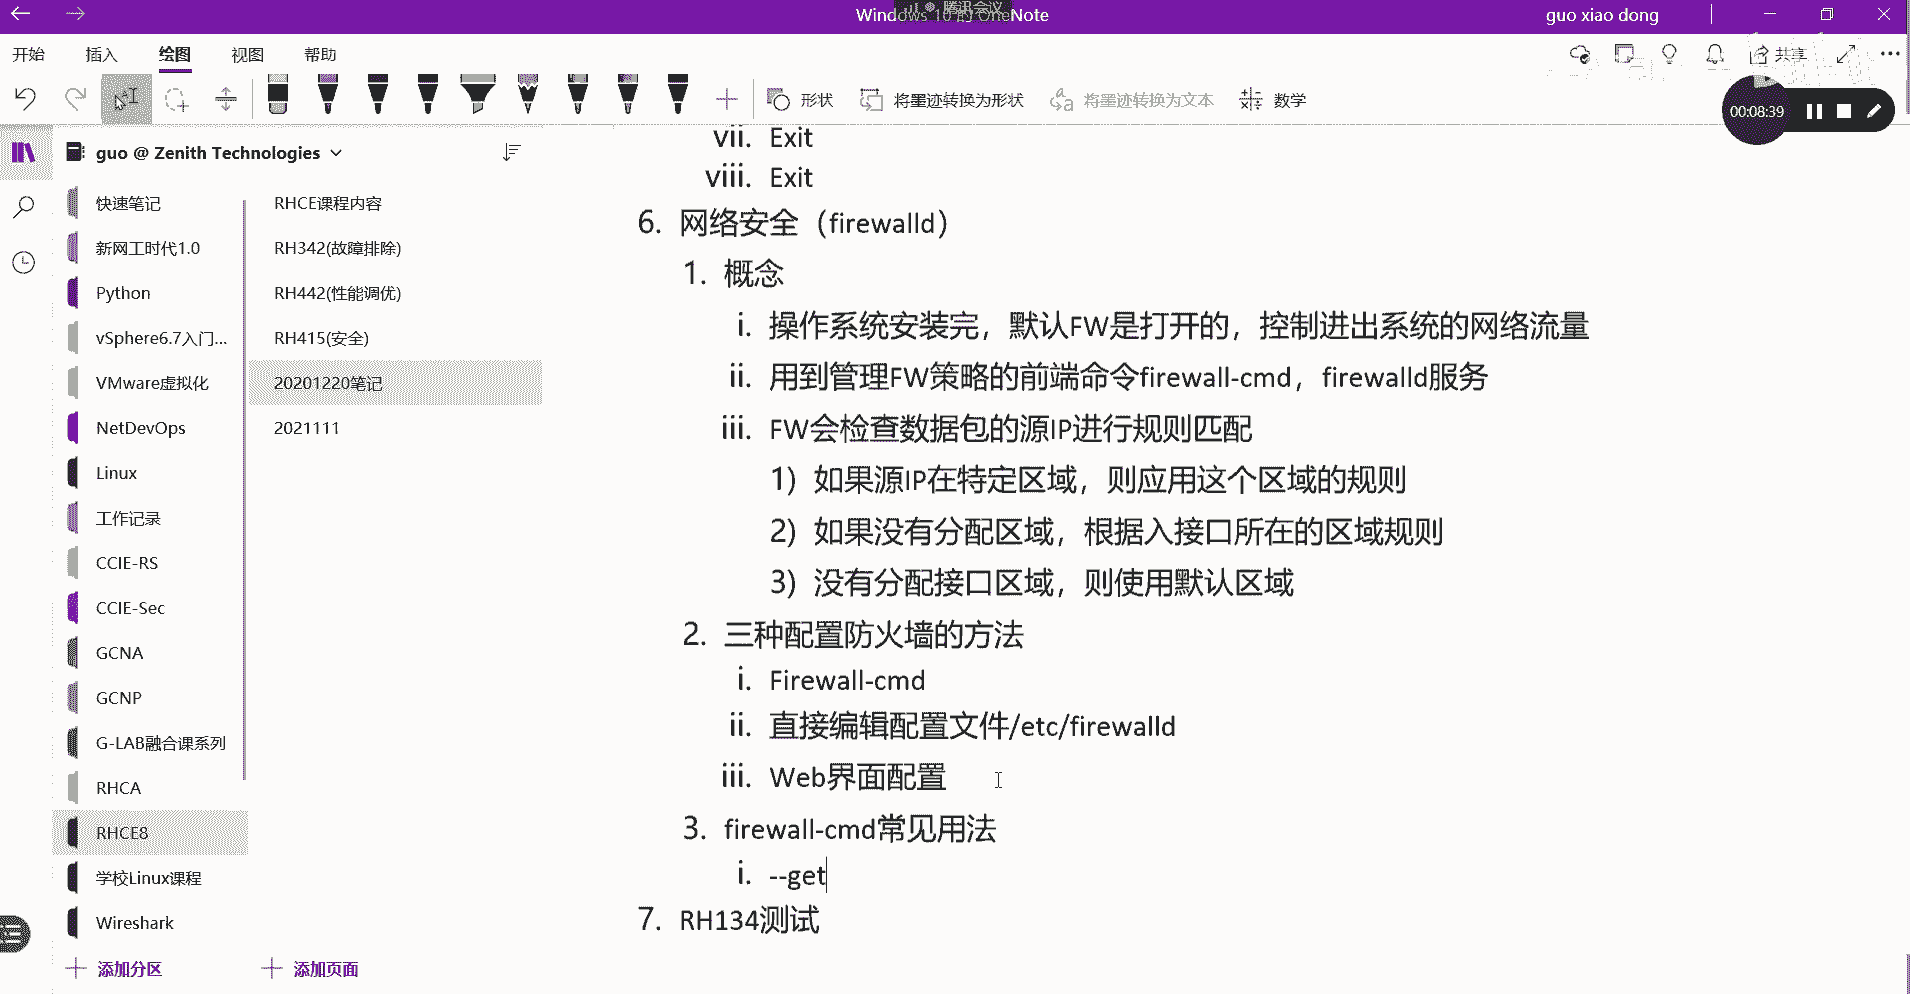 Windows 10 的 OneNote
腾讯会议
guo xiao dong
开始
插入
绘图
视图
帮助
共享
形状
将墨迹转换为形状
将墨迹转换为文本
数学
00:08:39
guo @ Zenith Technologies
快速笔记
新网工时代1.0
Python
vSphere6.7入门...
VMware虚拟化
NetDevOps
Linux
工作记录
CCIE-RS
CCIE-Sec
GCNA
GCNP
G-LAB融合课系列
RHCA
RHCE8
学校Linux课程
Wireshark
添加分区
RHCE课程内容
RH342(故障排除)
RH442(性能调优)
RH415(安全)
20201220笔记
2021111
添加页面
vii. Exit
viii. Exit
6. 网络安全（firewalld）
1. 概念
i. 操作系统安装完，默认FW是打开的，控制进出系统的网络流量
ii. 用到管理FW策略的前端命令firewall-cmd，firewalld服务
iii. FW会检查数据包的源IP进行规则匹配
1) 如果源IP在特定区域，则应用这个区域的规则
2) 如果没有分配区域，根据入接口所在的区域规则
3) 没有分配接口区域，则使用默认区域
2. 三种配置防火墙的方法
i. Firewall-cmd
ii. 直接编辑配置文件/etc/firewalld
iii. Web界面配置
3. firewall-cmd常见用法
i. --get
7. RH134测试